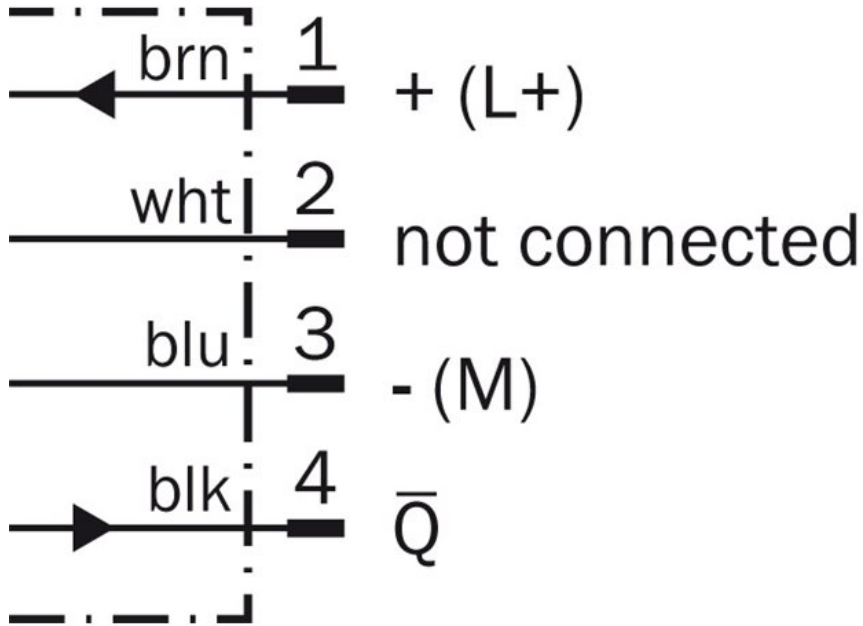 brn 1 + (L+)
wht 2 not connected
blu 3 - (M)
blk 4 Q̅